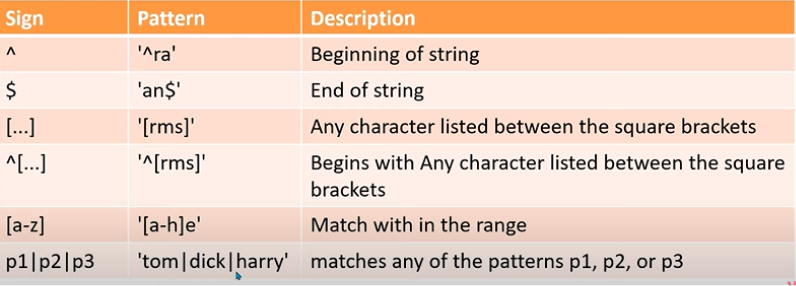 Sign Pattern Description
^ '^ra' Beginning of string
$ 'an$' End of string
[...] '[rms]' Any character listed between the square brackets
^[...] '^[rms]' Begins with Any character listed between the square
brackets
[a-z] '[a-h]e' Match with in the range
p1|p2|p3 'tom|dick|harry' matches any of the patterns p1, p2, or p3